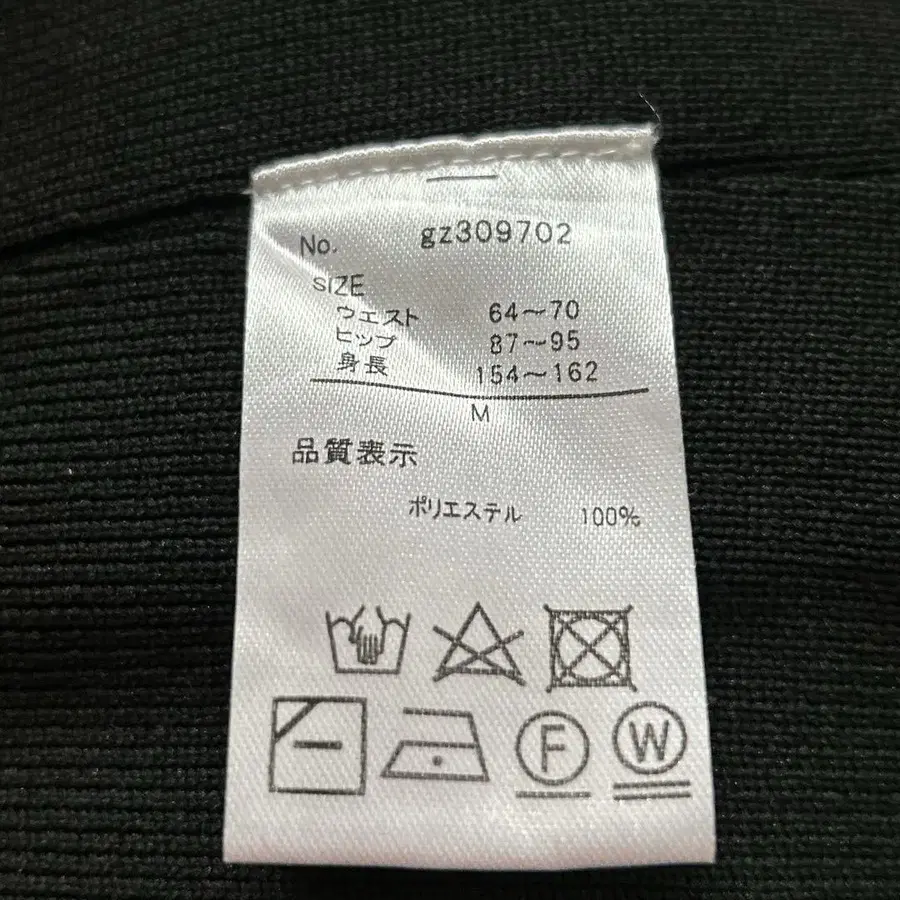 No. gz309702
SIZE
ウエスト 64～70
ヒップ 87～95
身長 154～162
M
品質表示
ポリエステル 100%
F W